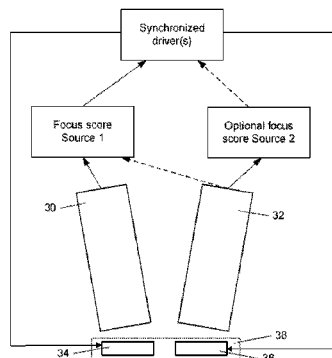 Synchronized
driver(s)
Focus score
Source 1
Optional focus
score Source 2
30
32
38
34
36